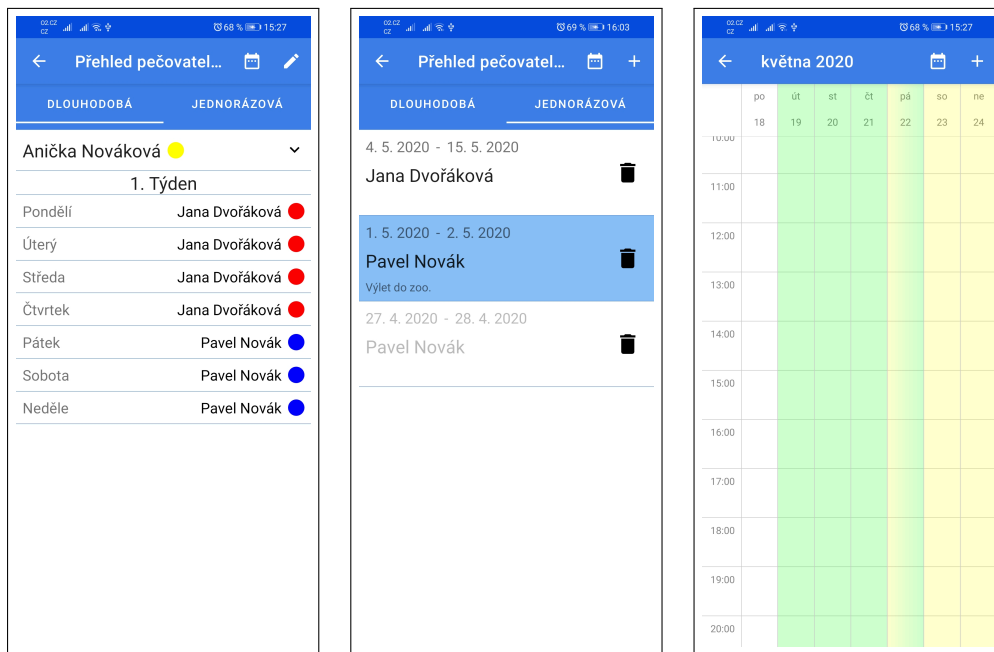 O2.CZ
CZ
68 % 15:27
Přehled pečovatel...
DLOUHODOBÁ JEDNORÁZOVÁ
Anička Nováková
1. Týden
Pondělí Jana Dvořáková
Úterý Jana Dvořáková
Středa Jana Dvořáková
Čtvrtek Jana Dvořáková
Pátek Pavel Novák
Sobota Pavel Novák
Neděle Pavel Novák
O2.CZ
CZ
69 % 16:03
Přehled pečovatel...
DLOUHODOBÁ JEDNORÁZOVÁ
4. 5. 2020 - 15. 5. 2020
Jana Dvořáková
1. 5. 2020 - 2. 5. 2020
Pavel Novák
Výlet do zoo.
27. 4. 2020 - 28. 4. 2020
Pavel Novák
O2.CZ
CZ
68 % 15:27
května 2020
po út st čt pá so ne
18 19 20 21 22 23 24
10:00
11:00
12:00
13:00
14:00
15:00
16:00
17:00
18:00
19:00
20:00